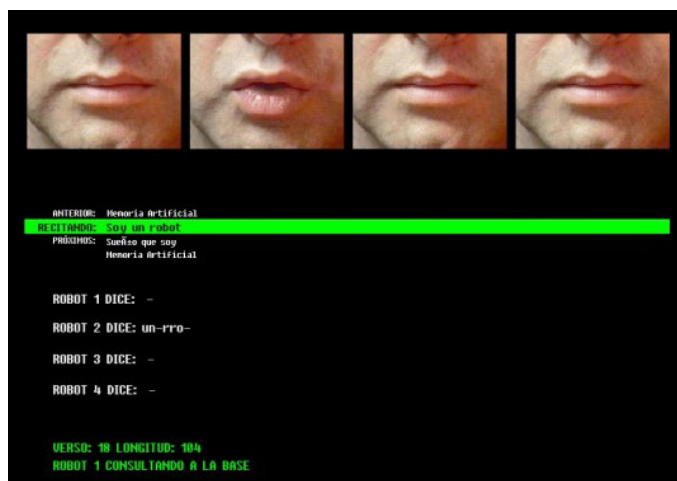 ANTERIOR: Memoria Artificial
RECITANDO: Soy un robot
PRÓXIMOS: Sueñ±o que soy
Memoria Artificial
ROBOT 1 DICE: -
ROBOT 2 DICE: un-rro-
ROBOT 3 DICE: -
ROBOT 4 DICE: -
VERSO: 18 LONGITUD: 104
ROBOT 1 CONSULTANDO A LA BASE